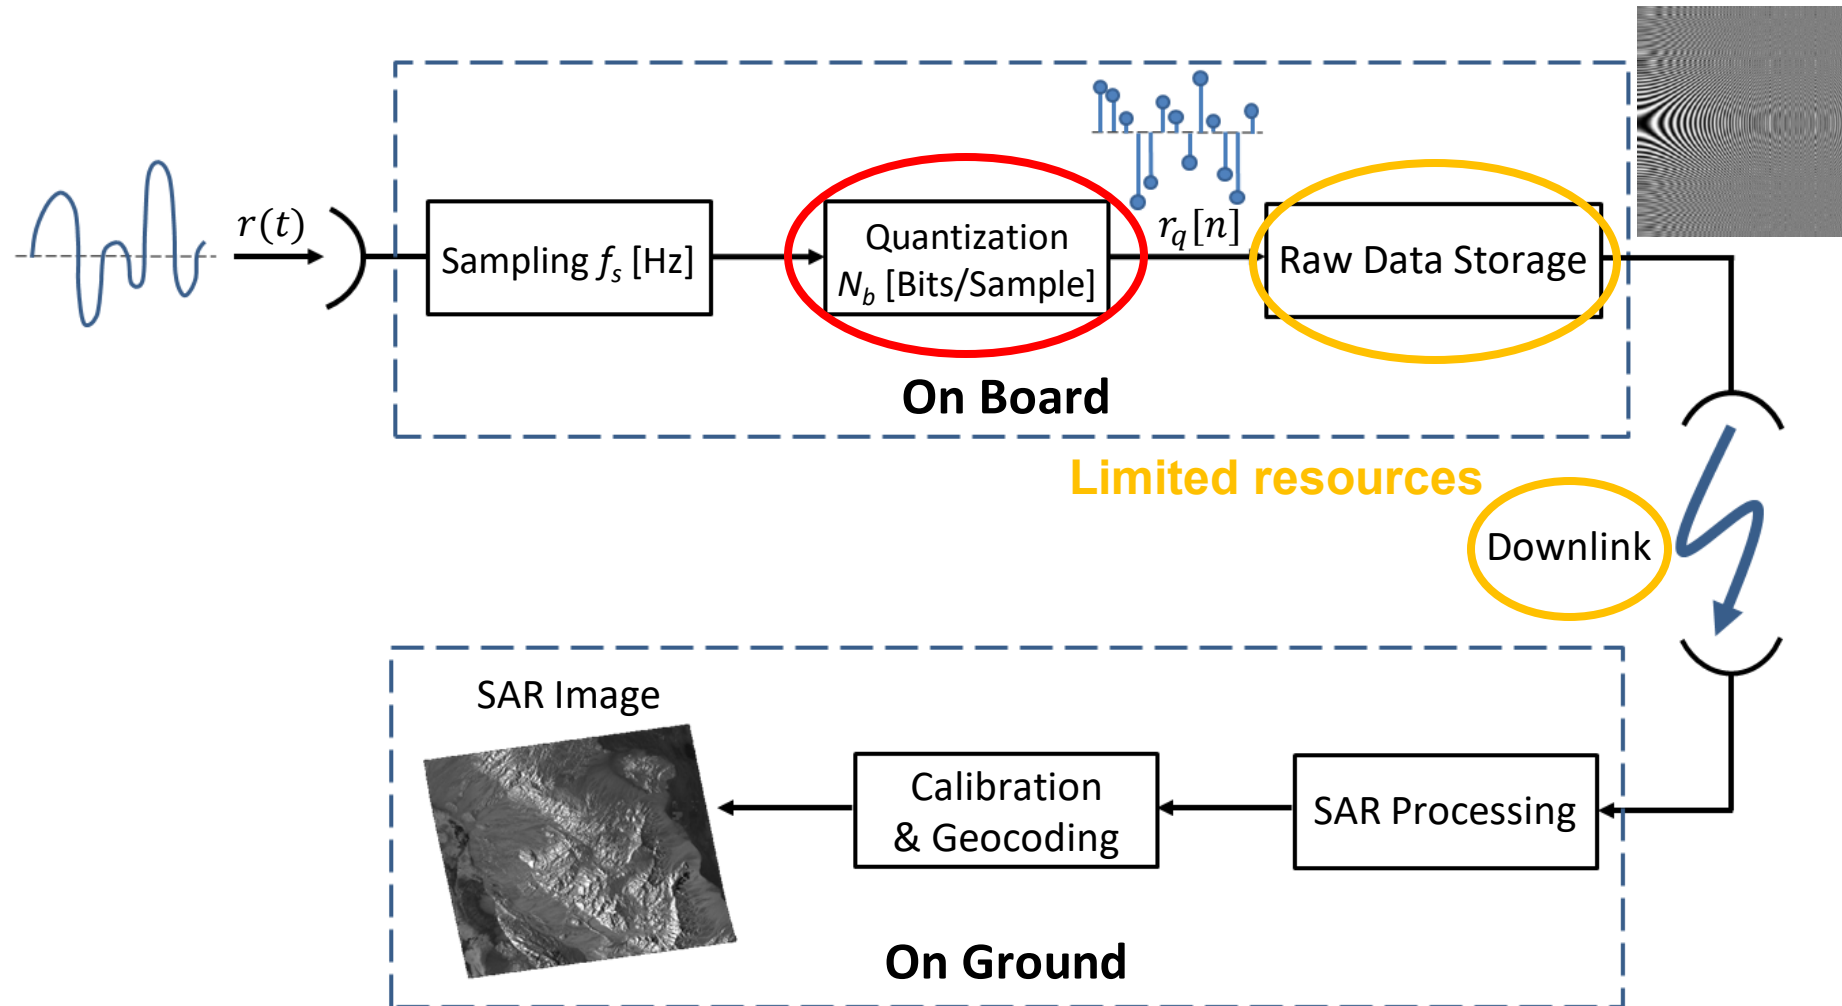 r(t)
Sampling f_s [Hz]
Quantization
N_b [Bits/Sample]
r_q[n]
Raw Data Storage
On Board
Limited resources
Downlink
SAR Image
Calibration
& Geocoding
SAR Processing
On Ground